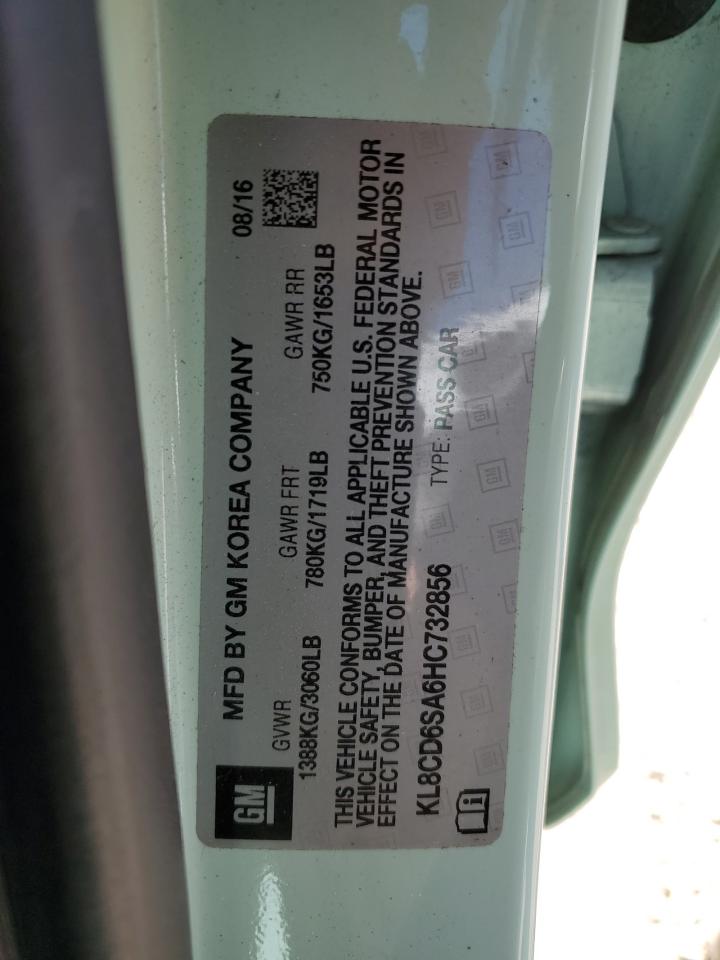 GM
MFD BY GM KOREA COMPANY 08/16
GVWR GAWR FRT GAWR RR
1388KG/3060LB 780KG/1719LB 750KG/1653LB
THIS VEHICLE CONFORMS TO ALL APPLICABLE U.S. FEDERAL MOTOR
VEHICLE SAFETY, BUMPER, AND THEFT PREVENTION STANDARDS IN
EFFECT ON THE DATE OF MANUFACTURE SHOWN ABOVE.
KL8CD6SA6HC732856 TYPE: PASS CAR